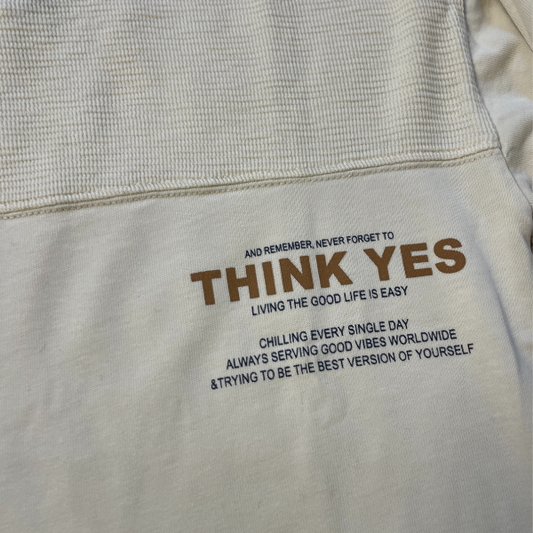 AND REMEMBER, NEVER FORGET TO
THINK YES
LIVING THE GOOD LIFE IS EASY
CHILLING EVERY SINGLE DAY
ALWAYS SERVING GOOD VIBES WORLDWIDE
&TRYING TO BE THE BEST VERSION OF YOURSELF